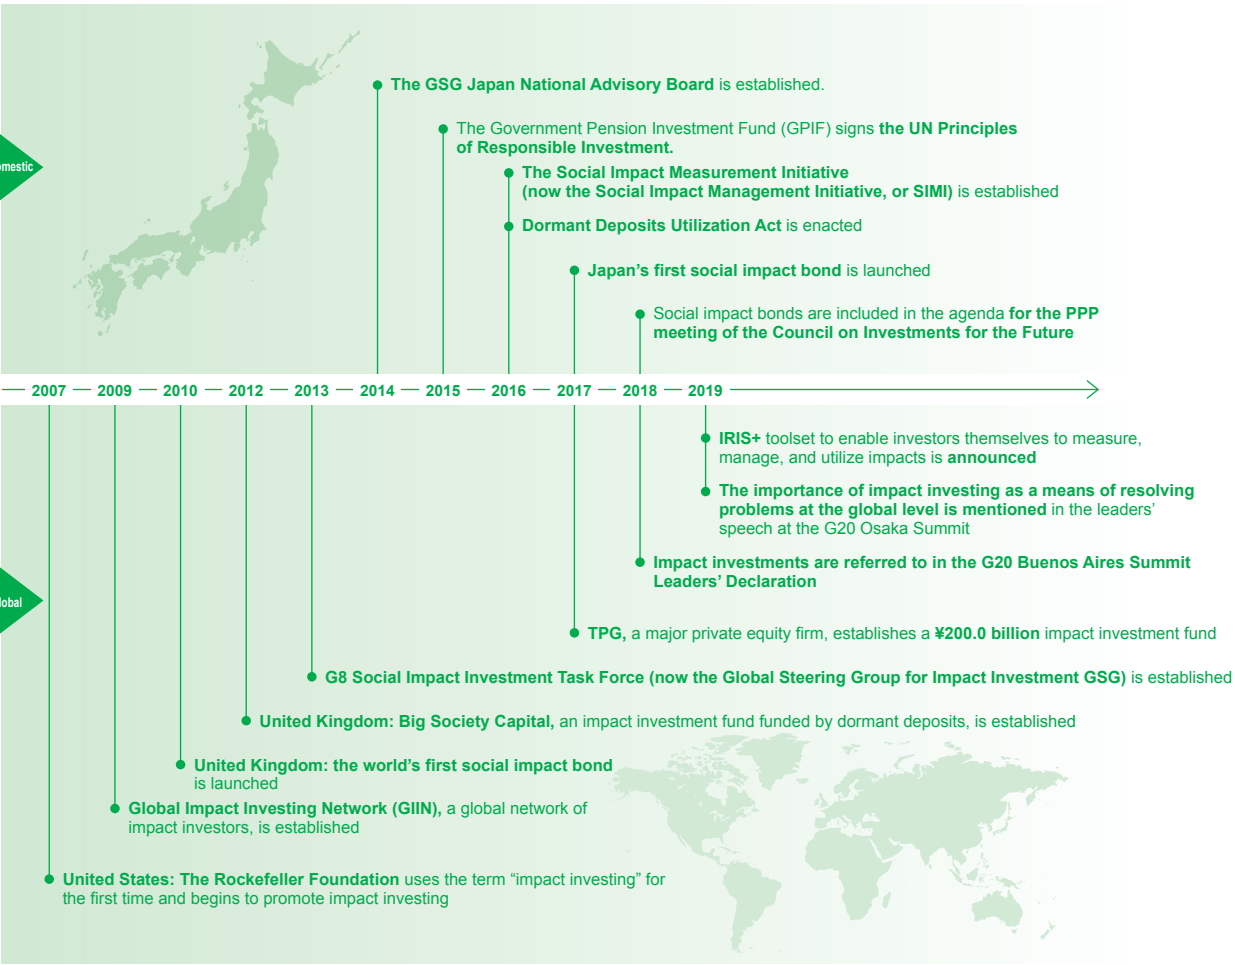 The GSG Japan National Advisory Board is established.
The Government Pension Investment Fund (GPIF) signs the UN Principles
of Responsible Investment.
omestic
The Social Impact Measurement Initiative
(now the Social Impact Management Initiative, or SIMI) is established
Dormant Deposits Utilization Act is enacted
Japan’s first social impact bond is launched
Social impact bonds are included in the agenda for the PPP
meeting of the Council on Investments for the Future
2007 2009 2010 2012 2013 2014 2015 2016 2017 2018 2019
IRIS+ toolset to enable investors themselves to measure,
manage, and utilize impacts is announced
The importance of impact investing as a means of resolving
problems at the global level is mentioned in the leaders’
speech at the G20 Osaka Summit
Impact investments are referred to in the G20 Buenos Aires Summit
Leaders’ Declaration
lobal
TPG, a major private equity firm, establishes a ¥200.0 billion impact investment fund
G8 Social Impact Investment Task Force (now the Global Steering Group for Impact Investment GSG) is established
United Kingdom: Big Society Capital, an impact investment fund funded by dormant deposits, is established
United Kingdom: the world’s first social impact bond
is launched
Global Impact Investing Network (GIIN), a global network of
impact investors, is established
United States: The Rockefeller Foundation uses the term “impact investing” for
the first time and begins to promote impact investing